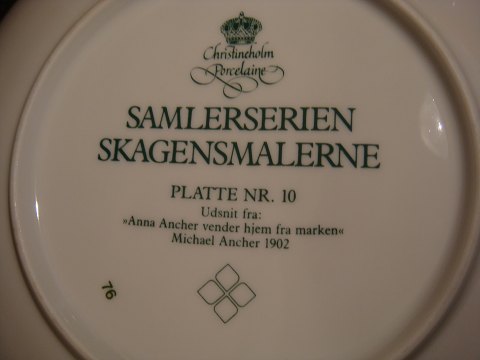 Christineholm
Porcelaine
SAMLERSERIEN
SKAGENSMALERNE
PLATTE NR. 10
Udsnit fra:
»Anna Ancher vender hjem fra marken«
Michael Ancher 1902
76